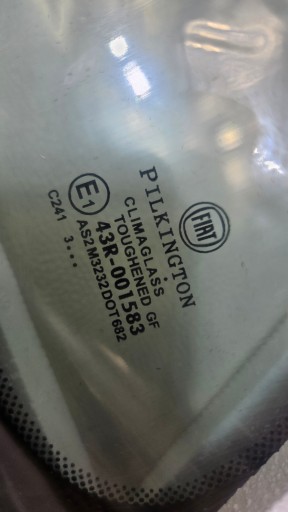 FIAT
PILKINGTON
CLIMAGLASS
TOUGHENED GF
E1 43R-001583
AS2 M3232 DOT682
C241 3...